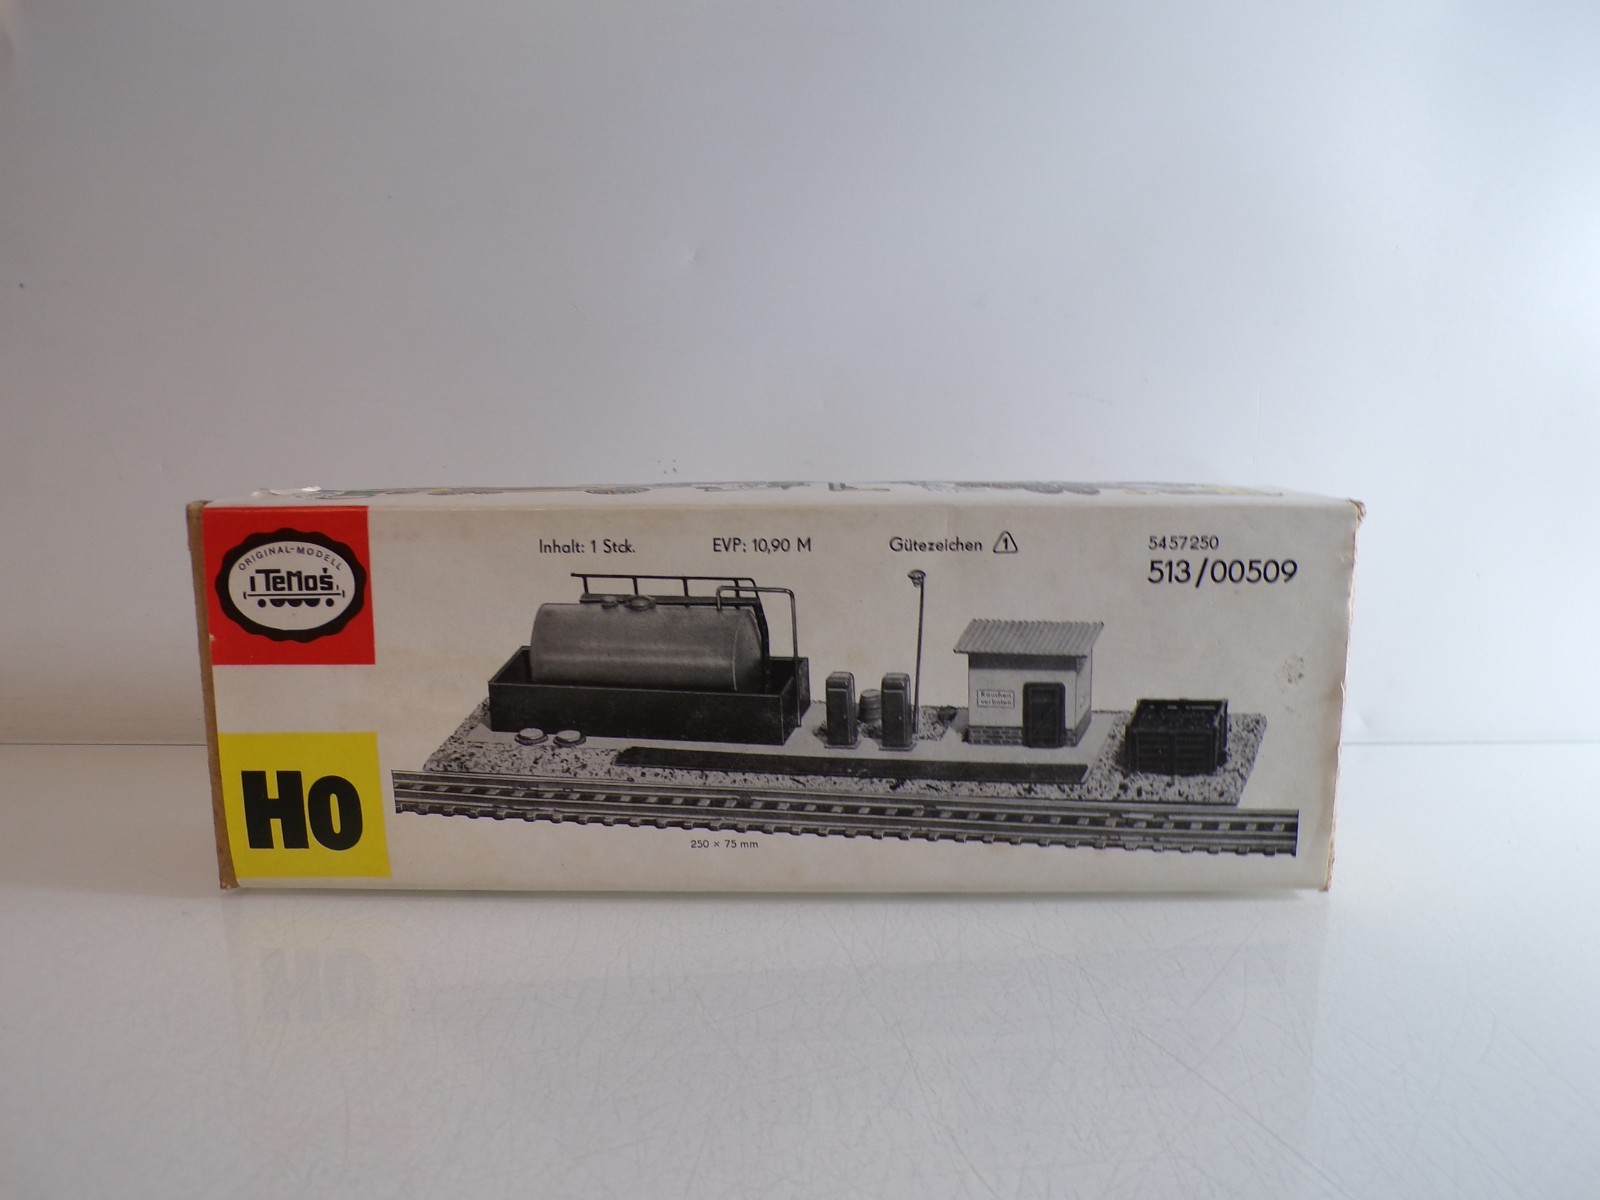 ORIGINAL-MODELL
TeMos
Inhalt: 1 Stck.
EVP: 10,90 M
Gütezeichen 1
5457250
513/00509
Rauchen
verboten
HO
250 × 75 mm